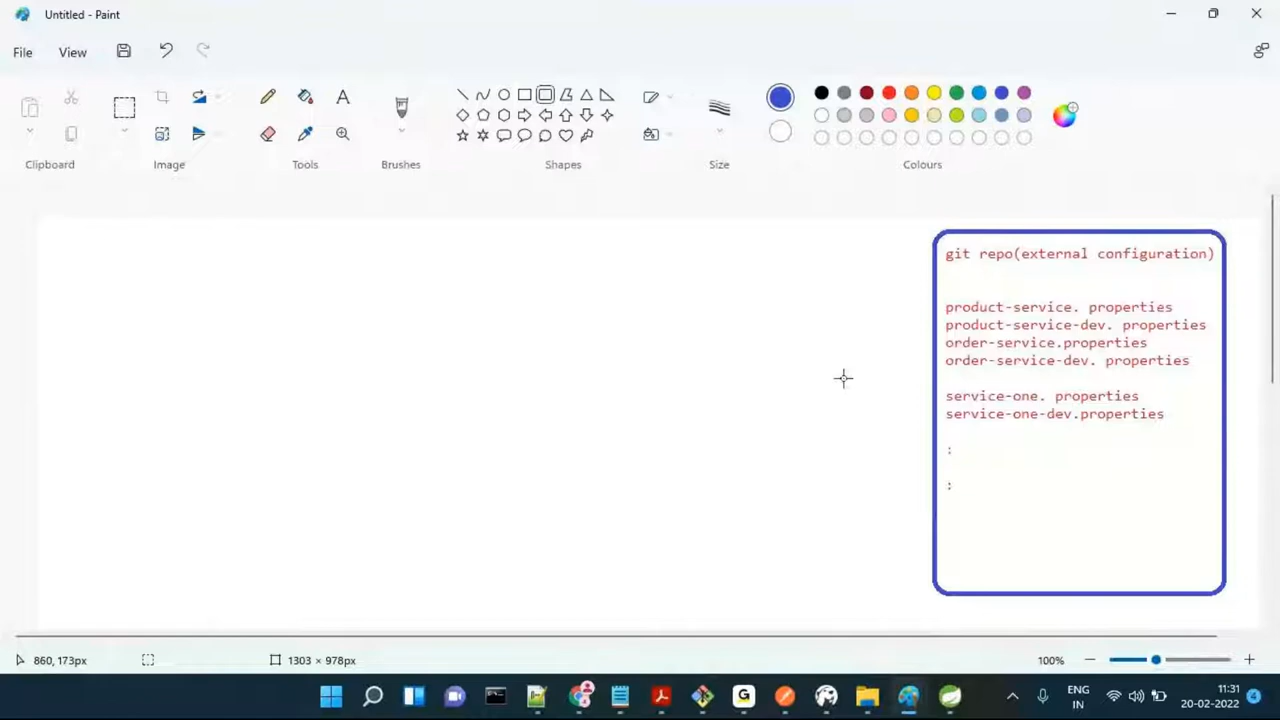 Untitled - Paint
File
View
Clipboard
Image
Tools
Brushes
Shapes
Size
Colours
git repo(external configuration)
product-service. properties
product-service-dev. properties
order-service.properties
order-service-dev. properties
service-one. properties
service-one-dev.properties
:
:
860, 173px
1303 × 978px
100%
ENG
IN
11:31
20-02-2022